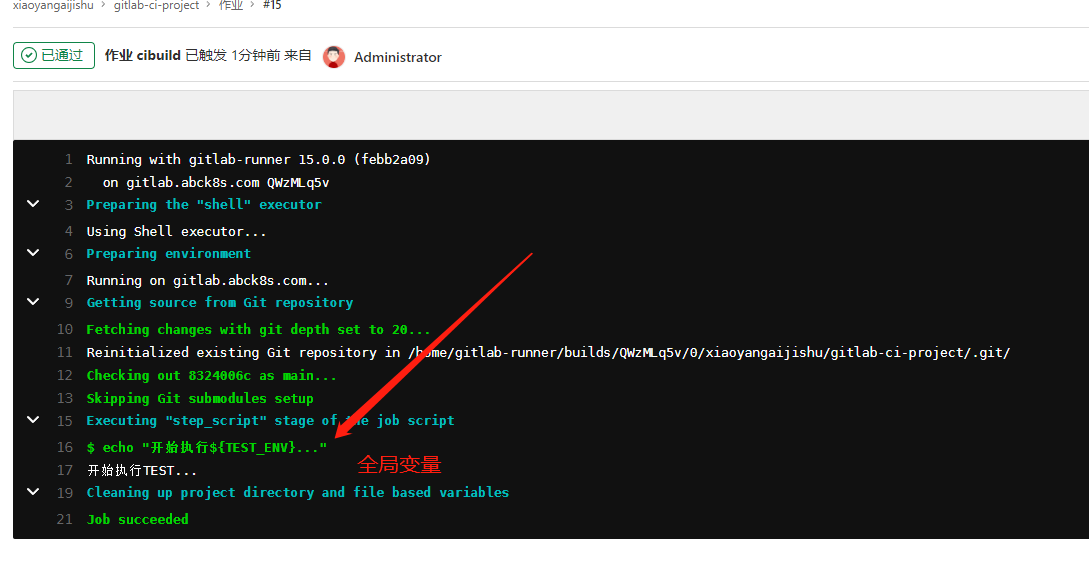 xiaoyangaijishu > gitlab-ci-project > 作业 > #15
已通过 作业 cibuild 已触发 1分钟前 来自 Administrator
1 Running with gitlab-runner 15.0.0 (febb2a09)
2 on gitlab.abck8s.com QWzMLq5v
3 Preparing the "shell" executor
4 Using Shell executor...
6 Preparing environment
7 Running on gitlab.abck8s.com...
9 Getting source from Git repository
10 Fetching changes with git depth set to 20...
11 Reinitialized existing Git repository in /home/gitlab-runner/builds/QWzMLq5v/0/xiaoyangaijishu/gitlab-ci-project/.git/
12 Checking out 8324006c as main...
13 Skipping Git submodules setup
15 Executing "step_script" stage of the job script
16 $ echo "开始执行${TEST_ENV}..."
17 开始执行TEST...
全局变量
19 Cleaning up project directory and file based variables
21 Job succeeded